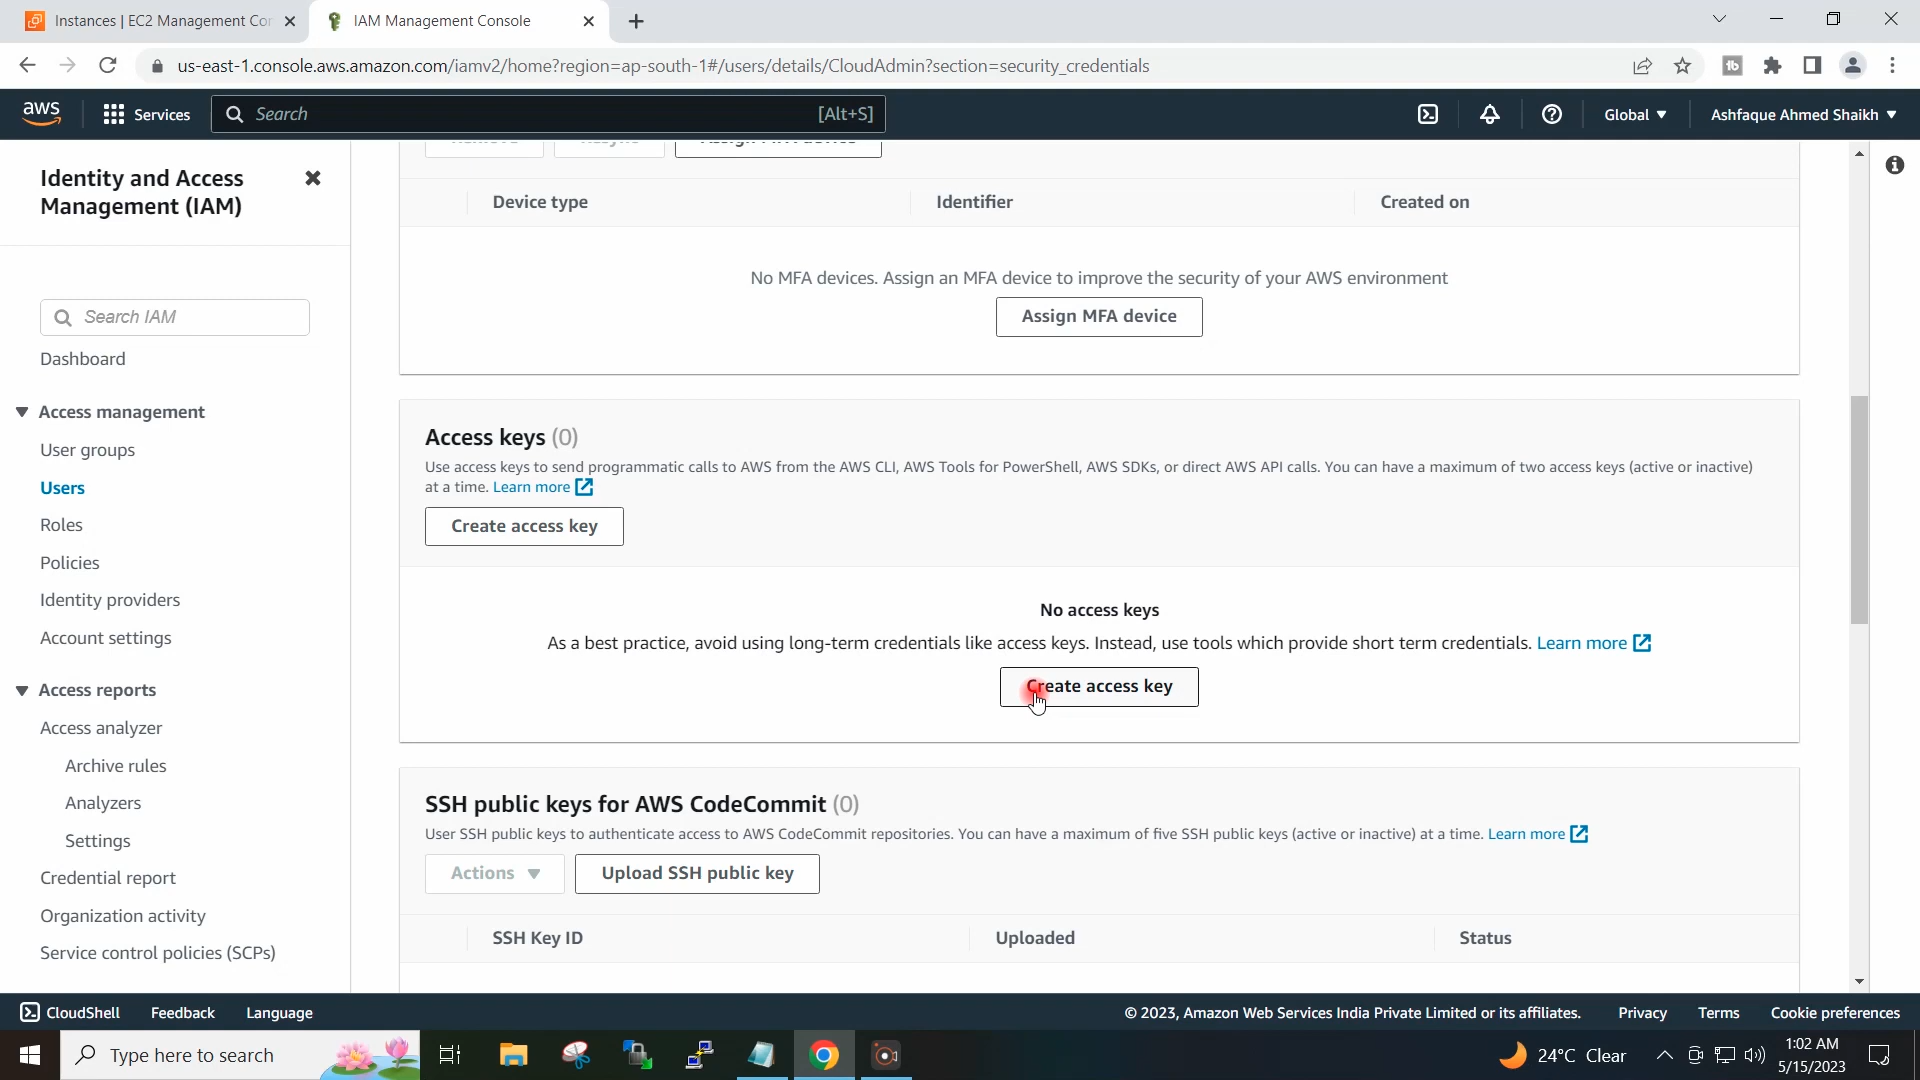 Instances | EC2 Management Cor
IAM Management Console
us-east-1.console.aws.amazon.com/iamv2/home?region=ap-south-1#/users/details/CloudAdmin?section=security_credentials
aws
Services
Search
[Alt+S]
Global
Ashfaque Ahmed Shaikh
Identity and Access
Management (IAM)
Search IAM
Dashboard
Access management
User groups
Users
Roles
Policies
Identity providers
Account settings
Access reports
Access analyzer
Archive rules
Analyzers
Settings
Credential report
Organization activity
Service control policies (SCPs)
Device type
Identifier
Created on
No MFA devices. Assign an MFA device to improve the security of your AWS environment
Assign MFA device
Access keys (0)
Use access keys to send programmatic calls to AWS from the AWS CLI, AWS Tools for PowerShell, AWS SDKs, or direct AWS API calls. You can have a maximum of two access keys (active or inactive)
at a time. Learn more
Create access key
No access keys
As a best practice, avoid using long-term credentials like access keys. Instead, use tools which provide short term credentials. Learn more
Create access key
SSH public keys for AWS CodeCommit (0)
User SSH public keys to authenticate access to AWS CodeCommit repositories. You can have a maximum of five SSH public keys (active or inactive) at a time. Learn more
Actions
Upload SSH public key
SSH Key ID
Uploaded
Status
CloudShell
Feedback
Language
© 2023, Amazon Web Services India Private Limited or its affiliates.
Privacy
Terms
Cookie preferences
Type here to search
24°C Clear
1:02 AM
5/15/2023